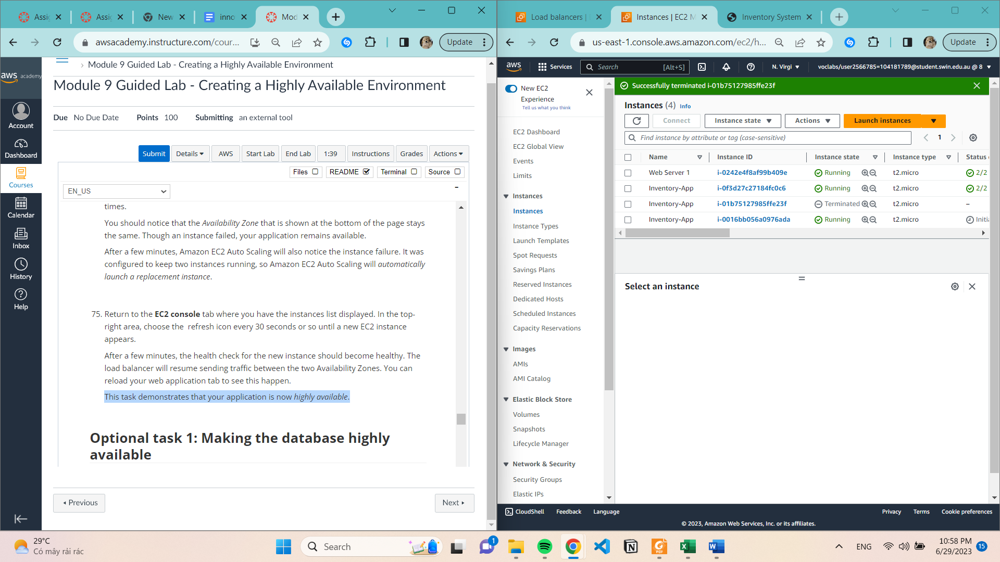 Assig
Assig
New
inno
Mod
awsacademy.instructure.com/cour...
Update
aws academy
Account
Dashboard
Courses
Calendar
Inbox
History
Help
› Module 9 Guided Lab - Creating a Highly Available Environment
Module 9 Guided Lab - Creating a Highly Available Environment
Due No Due Date Points 100 Submitting an external tool
Submit Details AWS Start Lab End Lab 1:39 Instructions Grades Actions
Files README Terminal Source
EN_US
times.
You should notice that the Availability Zone that is shown at the bottom of the page stays
the same. Though an instance failed, your application remains available.
After a few minutes, Amazon EC2 Auto Scaling will also notice the instance failure. It was
configured to keep two instances running, so Amazon EC2 Auto Scaling will automatically
launch a replacement instance.
75. Return to the EC2 console tab where you have the instances list displayed. In the top-
right area, choose the refresh icon every 30 seconds or so until a new EC2 instance
appears.
After a few minutes, the health check for the new instance should become healthy. The
load balancer will resume sending traffic between the two Availability Zones. You can
reload your web application tab to see this happen.
This task demonstrates that your application is now highly available.
Optional task 1: Making the database highly
available
Previous
Next
Load balancers |
Instances | EC2 M
Inventory System
us-east-1.console.aws.amazon.com/ec2/h...
Update
aws Services Search [Alt+S] N. Virgi voclabs/user2566785=104181789@student.swin.edu.au @ 8
New EC2
Experience
Tell us what you think
EC2 Dashboard
EC2 Global View
Events
Limits
Instances
Instances
Instance Types
Launch Templates
Spot Requests
Savings Plans
Reserved Instances
Dedicated Hosts
Scheduled Instances
Capacity Reservations
Images
AMIs
AMI Catalog
Elastic Block Store
Volumes
Snapshots
Lifecycle Manager
Network & Security
Security Groups
Elastic IPs
Successfully terminated i-01b75127985ffe23f
Instances (4) Info
Connect Instance state Actions Launch instances
Find instance by attribute or tag (case-sensitive) 1
Name Instance ID Instance state Instance type Status
Web Server 1 i-0242e4f8af99b409e Running t2.micro 2/2
Inventory-App i-0f3d27c27184fc0c6 Running t2.micro 2/2
Inventory-App i-01b75127985ffe23f Terminated t2.micro –
Inventory-App i-0016bb056a0976ada Running t2.micro Initia
Select an instance
CloudShell Feedback Language Privacy Terms Cookie preferences
© 2023, Amazon Web Services, Inc. or its affiliates.
29°C
Có mây rải rác
Search
1
PDF
ENG
10:58 PM
6/29/2023
15